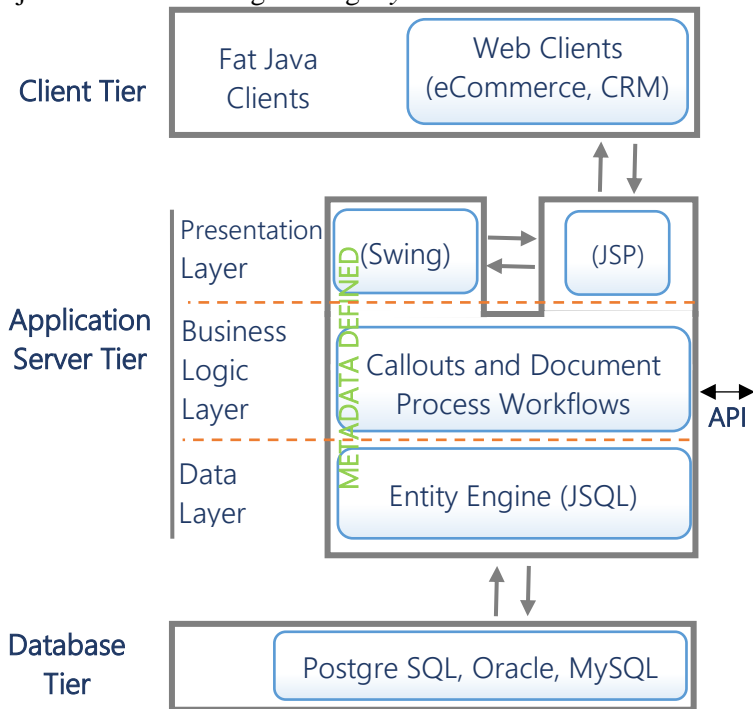 Client Tier
Fat Java
Clients
Web Clients
(eCommerce, CRM)
Application
Server Tier
Presentation
Layer
(Swing)
(JSP)
METADATA DEFINED
Business
Logic
Layer
Callouts and Document
Process Workflows
API
Data
Layer
Entity Engine (JSQL)
Database
Tier
Postgre SQL, Oracle, MySQL